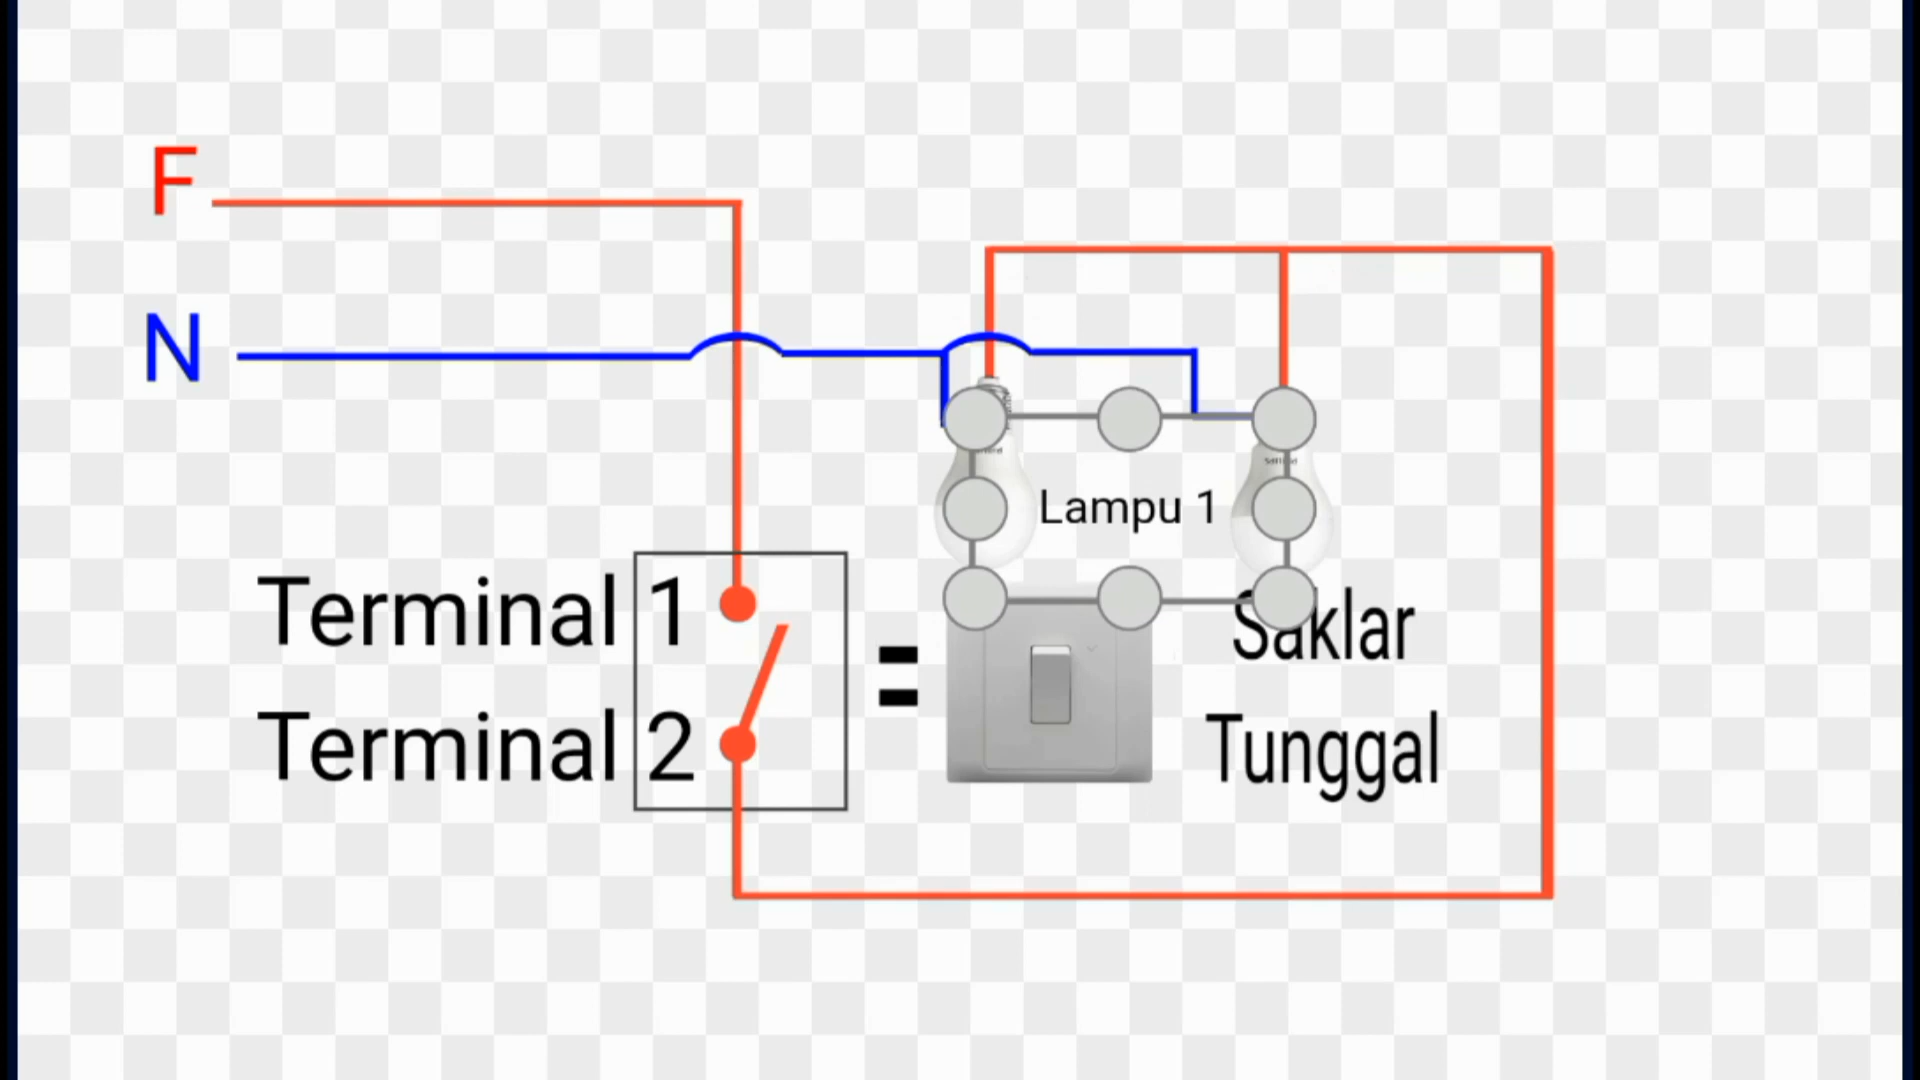 F
N
Lampu 1
Terminal 1
Terminal 2
=
Saklar
Tunggal